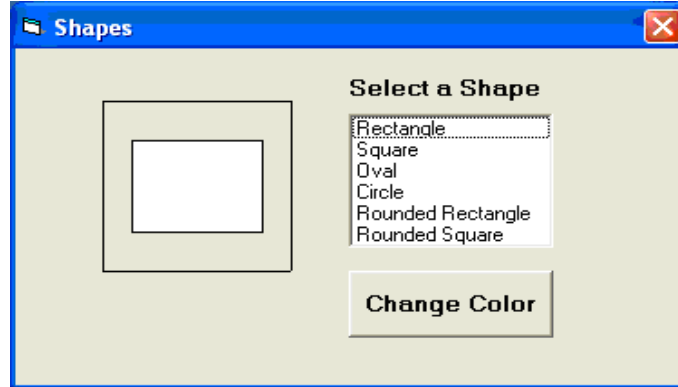 Shapes
Select a Shape
Rectangle
Square
Oval
Circle
Rounded Rectangle
Rounded Square
Change Color